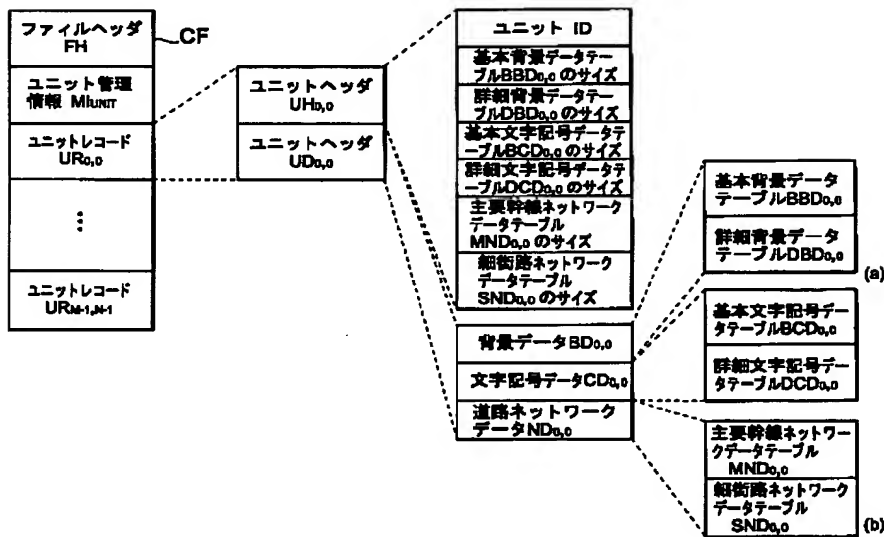 ファイルヘッダ
FH
CF
ユニット管理
情報 MIUNIT
ユニットレコード
UR0,0
ユニットレコード
URM-1,N-1
ユニットヘッダ
UH0,0
ユニットヘッダ
UD0,0
ユニット ID
基本背景データテー
ブルBBD0,0 のサイズ
詳細背景データテー
ブルDBD0,0 のサイズ
基本文字記号データテ
ーブルBCD0,0 のサイズ
詳細文字記号データテ
ーブルDCD0,0 のサイズ
主要幹線ネットワーク
データテーブル
MND0,0 のサイズ
細街路ネットワーク
データテーブル
SND0,0 のサイズ
背景データBD0,0
文字記号データCD0,0
道路ネットワーク
データND0,0
基本背景データ
テーブルBBD0,0
詳細背景データ
テーブルDBD0,0
(a)
基本文字記号デー
タテーブルBCD0,0
詳細文字記号デー
タテーブルDCD0,0
主要幹線ネットワー
クデータテーブル
MND0,0
細街路ネットワーク
データテーブル
SND0,0
(b)